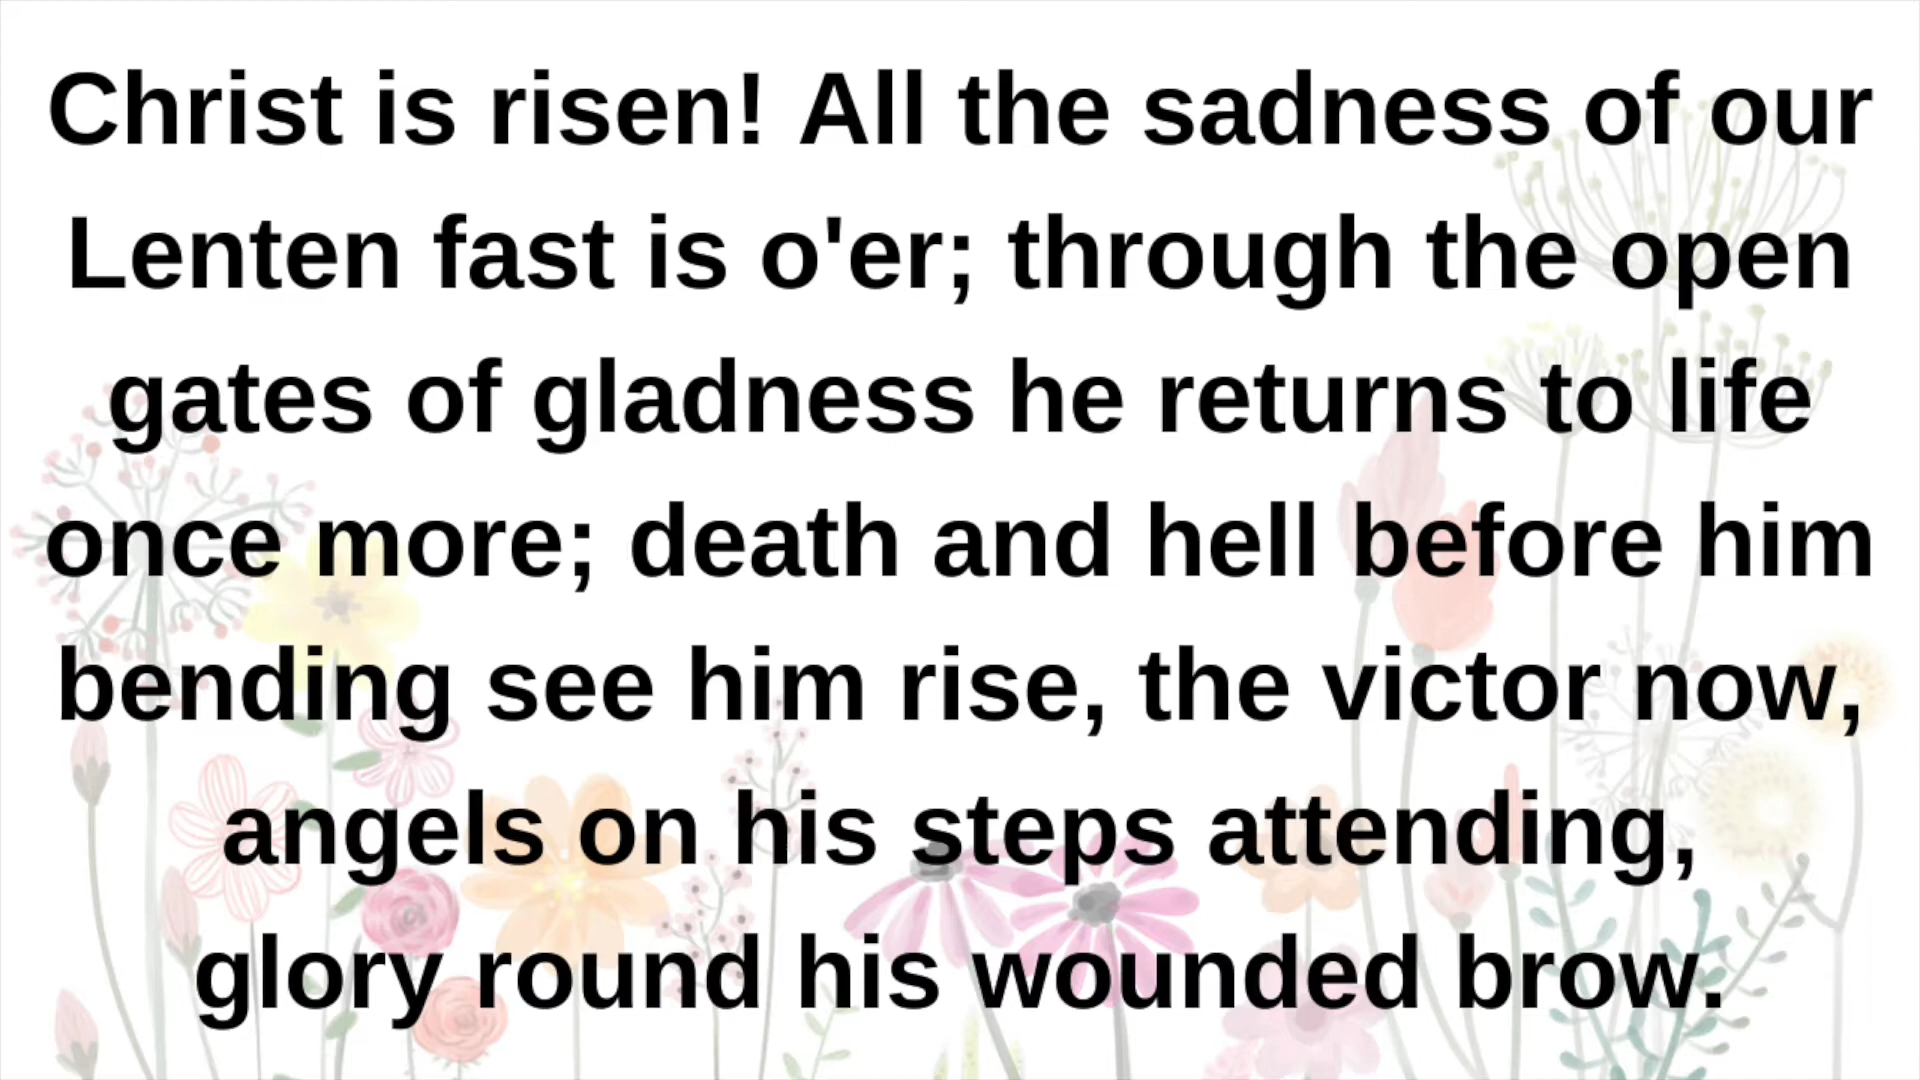 Christ is risen! All the sadness of our
Lenten fast is o'er; through the open
gates of gladness he returns to life
once more; death and hell before him
bending see him rise, the victor now,
angels on his steps attending,
glory round his wounded brow.